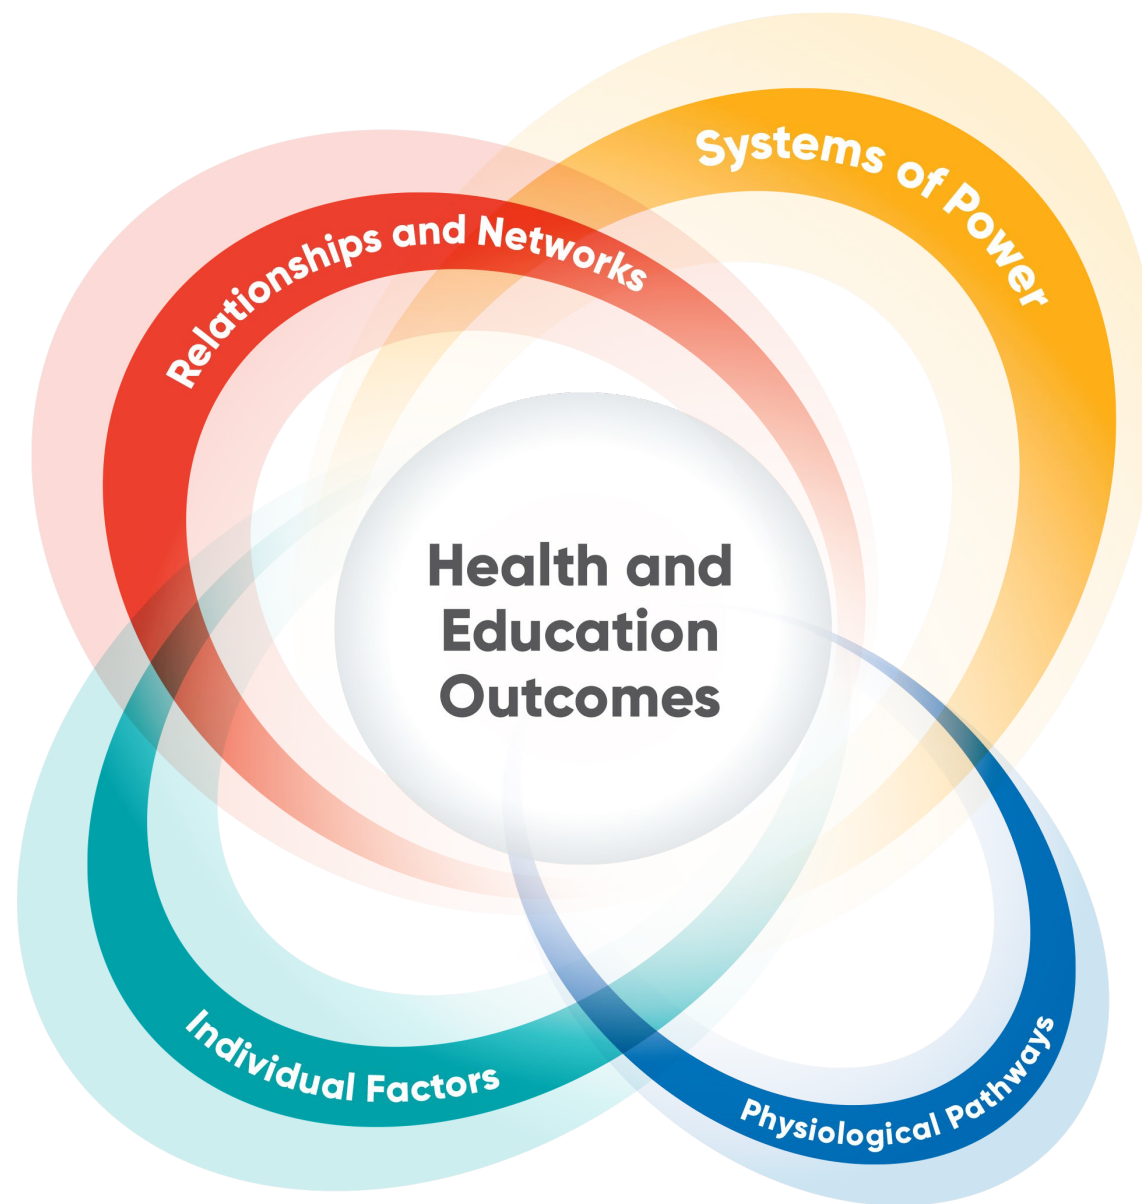 Systems of Power
Relationships and Networks
Health and
Education
Outcomes
Individual Factors
Physiological Pathways